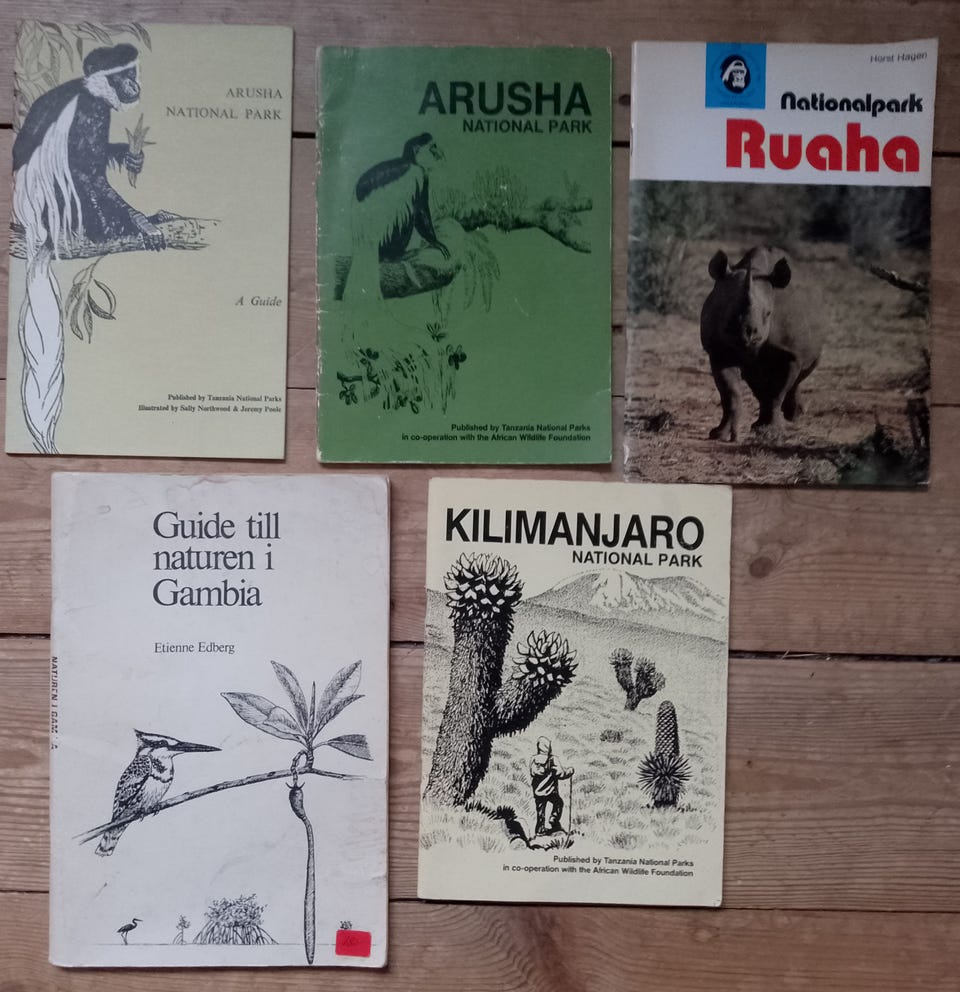 ARUSHA
NATIONAL PARK
A Guide
Published by Tanzania National Parks
Illustrated by Sally Northwood & Jeremy Poole
ARUSHA
NATIONAL PARK
Published by Tanzania National Parks
in co-operation with the African Wildlife Foundation
Horst Hagen
Nationalpark
Ruaha
Guide till
naturen i
Gambia
Etienne Edberg
NATUREN I
KILIMANJARO
NATIONAL PARK
Published by Tanzania National Parks
in co-operation with the African Wildlife Foundation